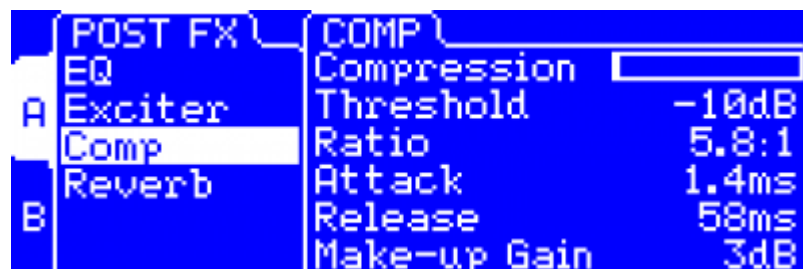 POST FX
EQ
Exciter
Comp
Reverb
A
B
COMP
Compression
Threshold -10dB
Ratio 5.8:1
Attack 1.4ms
Release 58ms
Make-up Gain 3dB